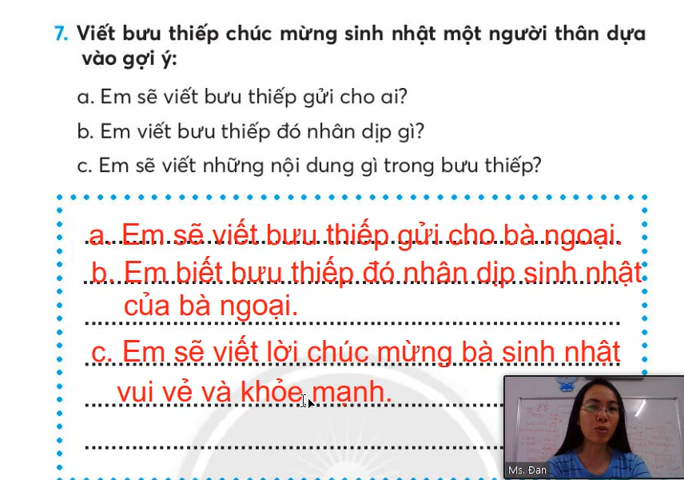 7. Viết bưu thiếp chúc mừng sinh nhật một người thân dựa
vào gợi ý:
a. Em sẽ viết bưu thiếp gửi cho ai?
b. Em viết bưu thiếp đó nhân dịp gì?
c. Em sẽ viết những nội dung gì trong bưu thiếp?
a. Em sẽ viết bưu thiếp gửi cho bà ngoại.
b. Em biết bưu thiếp đó nhân dịp sinh nhật
của bà ngoại.
c. Em sẽ viết lời chúc mừng bà sinh nhật
vui vẻ và khỏe mạnh.
Ms. Đan